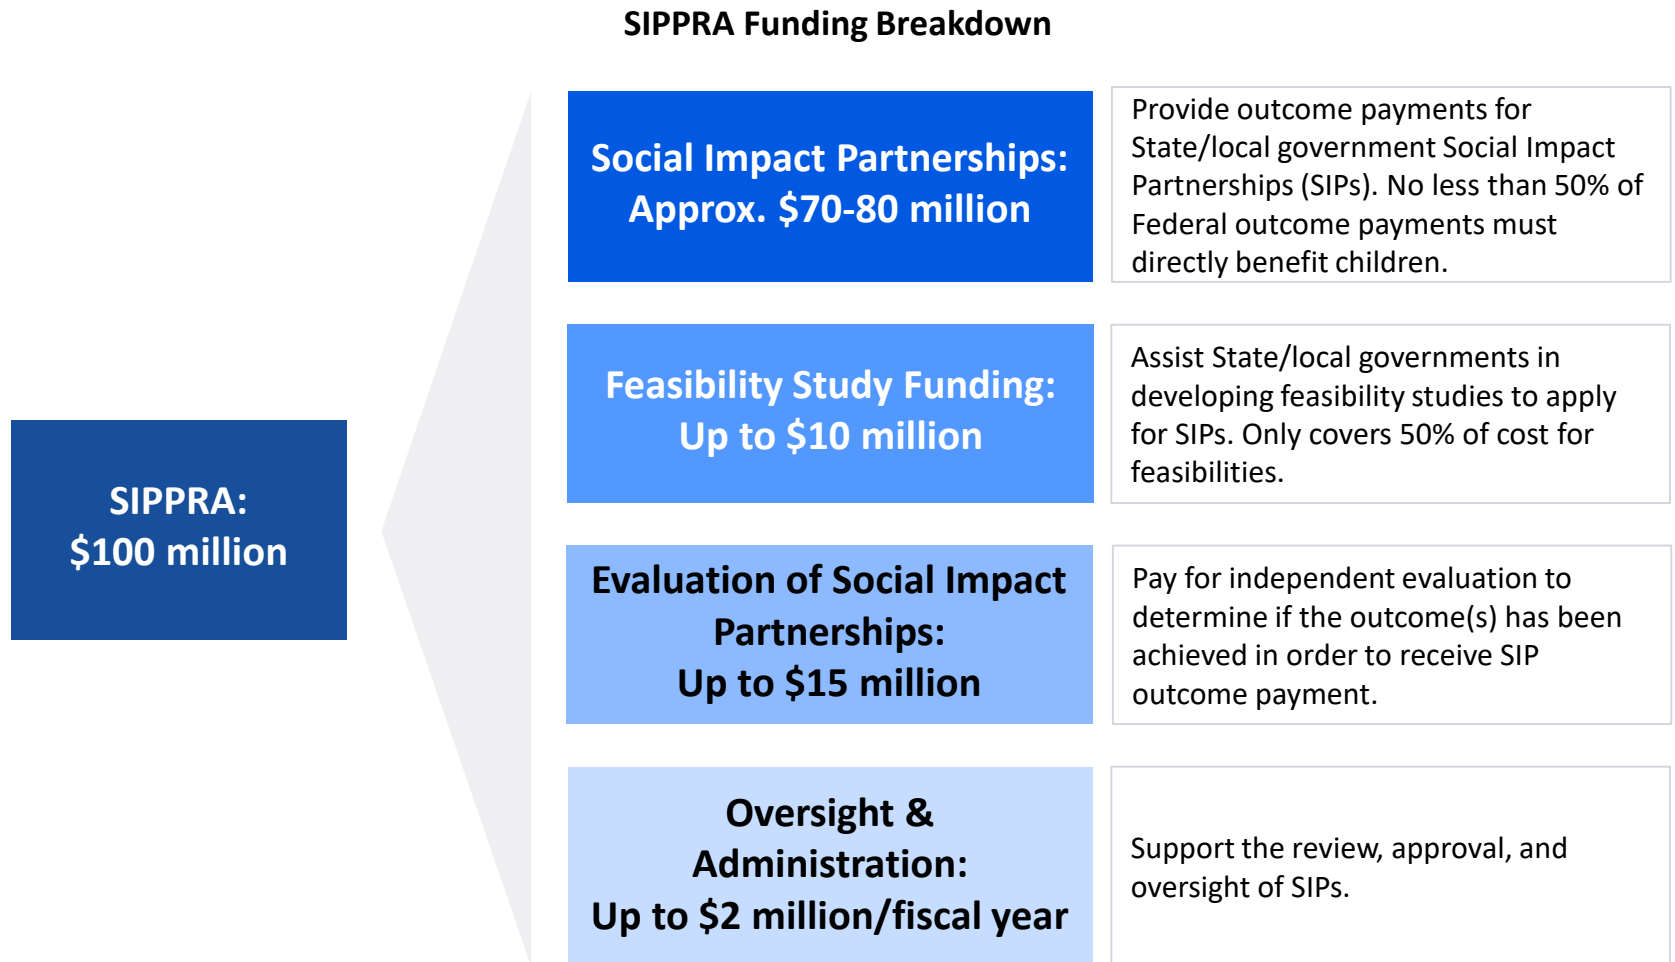 SIPPRA Funding Breakdown
SIPPRA:
$100 million
Social Impact Partnerships:
Approx. $70-80 million
Provide outcome payments for
State/local government Social Impact
Partnerships (SIPs). No less than 50% of
Federal outcome payments must
directly benefit children.
Feasibility Study Funding:
Up to $10 million
Assist State/local governments in
developing feasibility studies to apply
for SIPs. Only covers 50% of cost for
feasibilities.
Evaluation of Social Impact
Partnerships:
Up to $15 million
Pay for independent evaluation to
determine if the outcome(s) has been
achieved in order to receive SIP
outcome payment.
Oversight &
Administration:
Up to $2 million/fiscal year
Support the review, approval, and
oversight of SIPs.